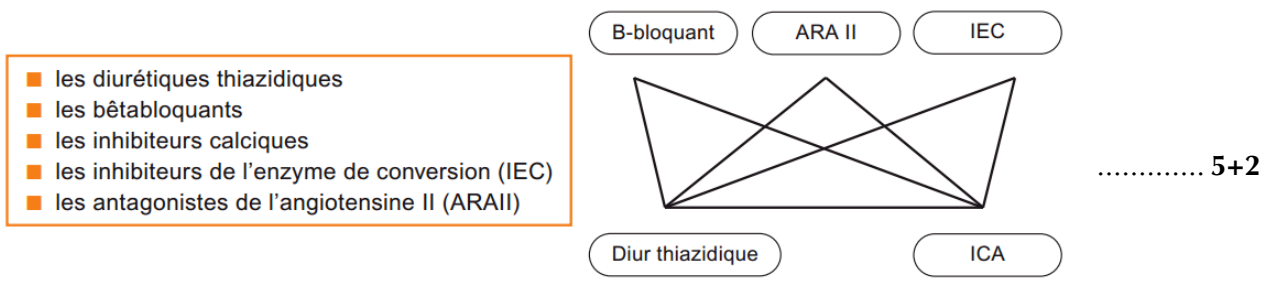 les diurétiques thiazidiques
les bêtabloquants
les inhibiteurs calciques
les inhibiteurs de l'enzyme de conversion (IEC)
les antagonistes de l'angiotensine II (ARAII)
B-bloquant
ARA II
IEC
Diur thiazidique
ICA
............. 5+2